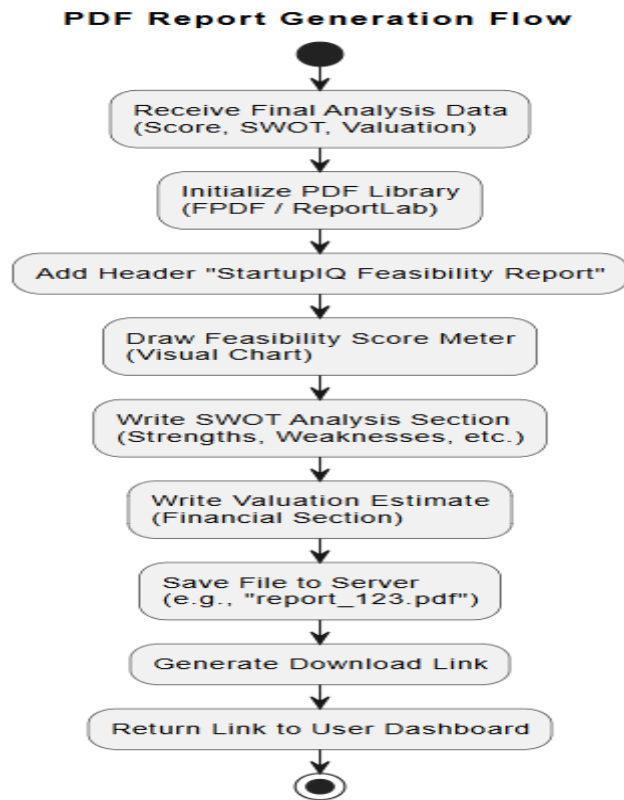 PDF Report Generation Flow
Receive Final Analysis Data
(Score, SWOT, Valuation)
Initialize PDF Library
(FPDF / ReportLab)
Add Header "StartupIQ Feasibility Report"
Draw Feasibility Score Meter
(Visual Chart)
Write SWOT Analysis Section
(Strengths, Weaknesses, etc.)
Write Valuation Estimate
(Financial Section)
Save File to Server
(e.g., "report_123.pdf")
Generate Download Link
Return Link to User Dashboard